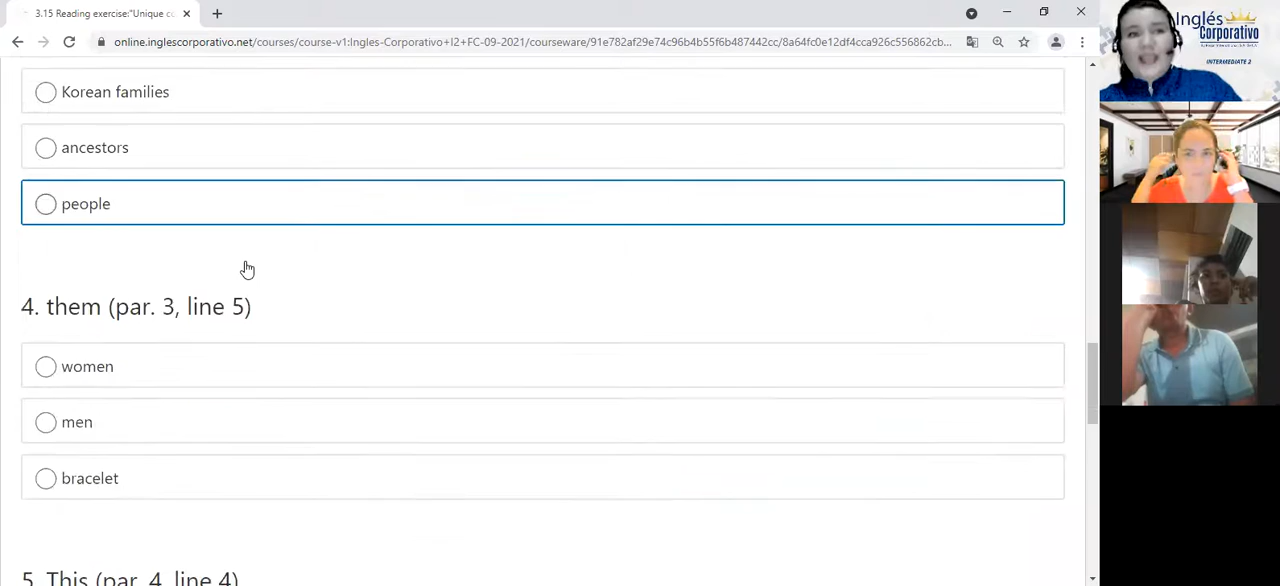 3.15 Reading exercise:"Unique c
online.inglescorporativo.net/courses/course-v1:Ingles-Corporativo+I2+FC-09-2021/courseware/91e782af29e74c96b4b55f6b487442cc/8a64fc0e12df4cca926c556862cb...
Inglés
Corporativo
INTERMEDIATE 2
Korean families
ancestors
people
4. them (par. 3, line 5)
women
men
bracelet
5. This (par. 4, line 4)